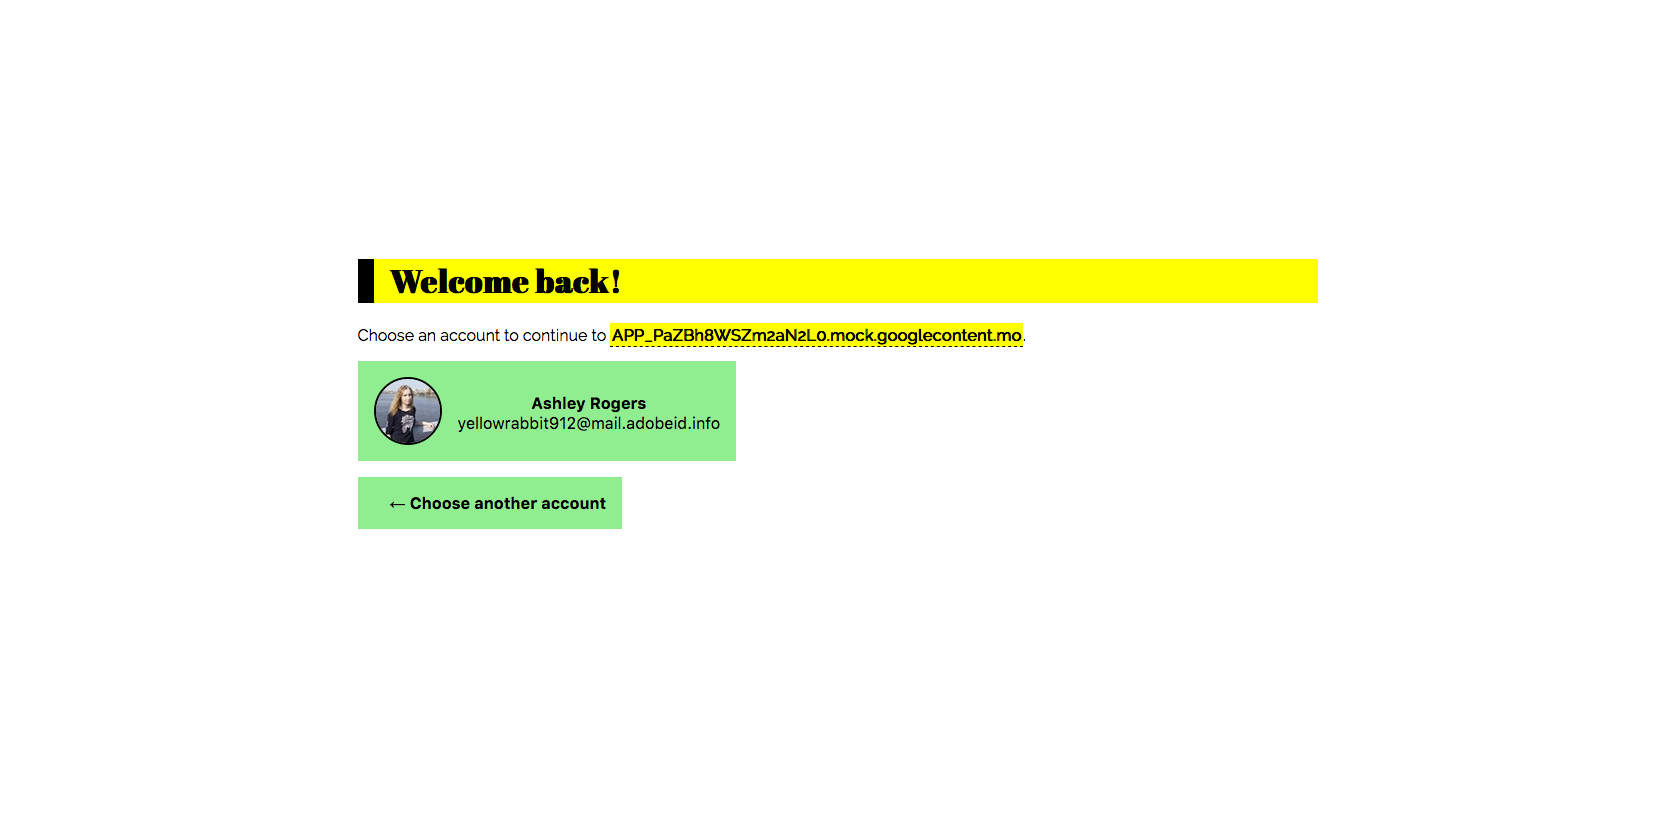 Welcome back!
Choose an account to continue to APP_PaZBh8WSZm2aN2L0.mock.googlecontent.mo.
Ashley Rogers
yellowrabbit912@mail.adobeid.info
← Choose another account